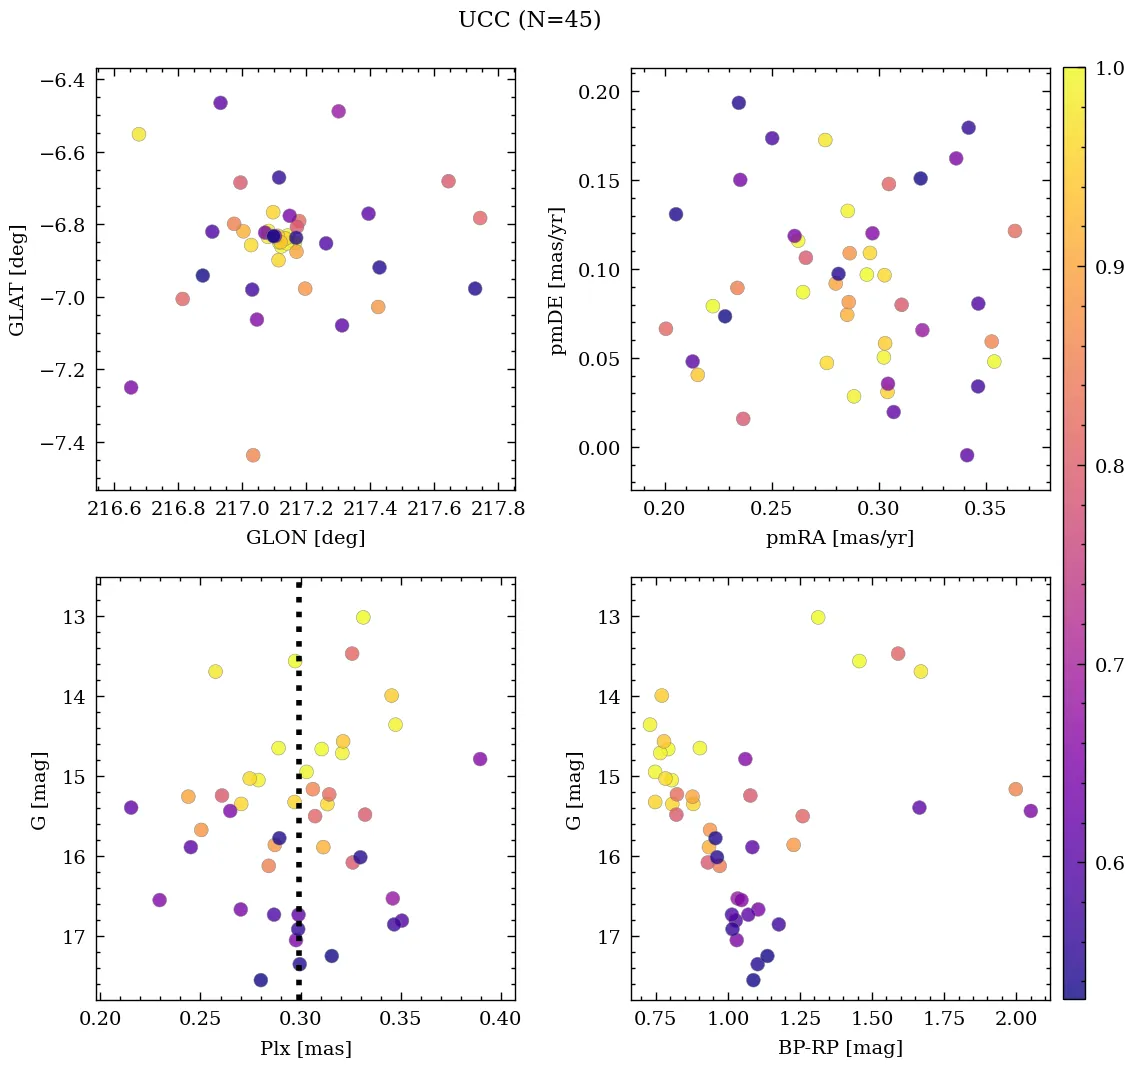 UCC (N=45)
−6.4
−6.6
−6.8
−7.0
−7.2
−7.4
GLAT [deg]
216.6 216.8 217.0 217.2 217.4 217.6 217.8
GLON [deg]
0.20
0.15
0.10
0.05
0.00
pmDE [mas/yr]
0.20 0.25 0.30 0.35
pmRA [mas/yr]
1.0
0.9
0.8
0.7
0.6
13
14
15
16
17
G [mag]
0.20 0.25 0.30 0.35 0.40
Plx [mas]
13
14
15
16
17
G [mag]
0.75 1.00 1.25 1.50 1.75 2.00
BP-RP [mag]